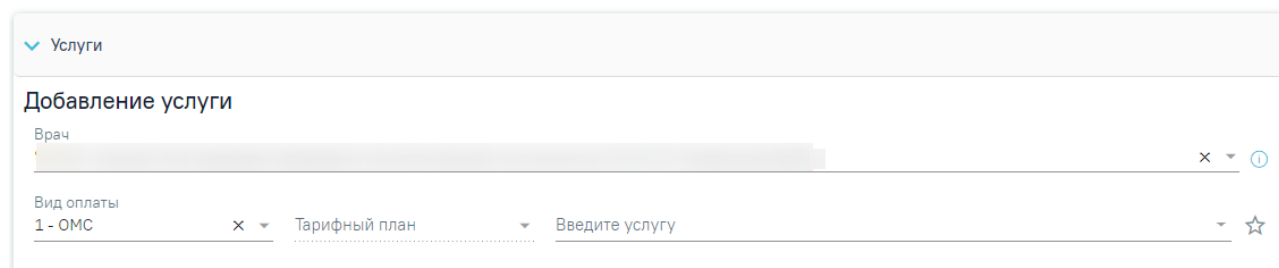 Услуги
Добавление услуги
Врач
Вид оплаты
1 - ОМС Тарифный план Введите услугу